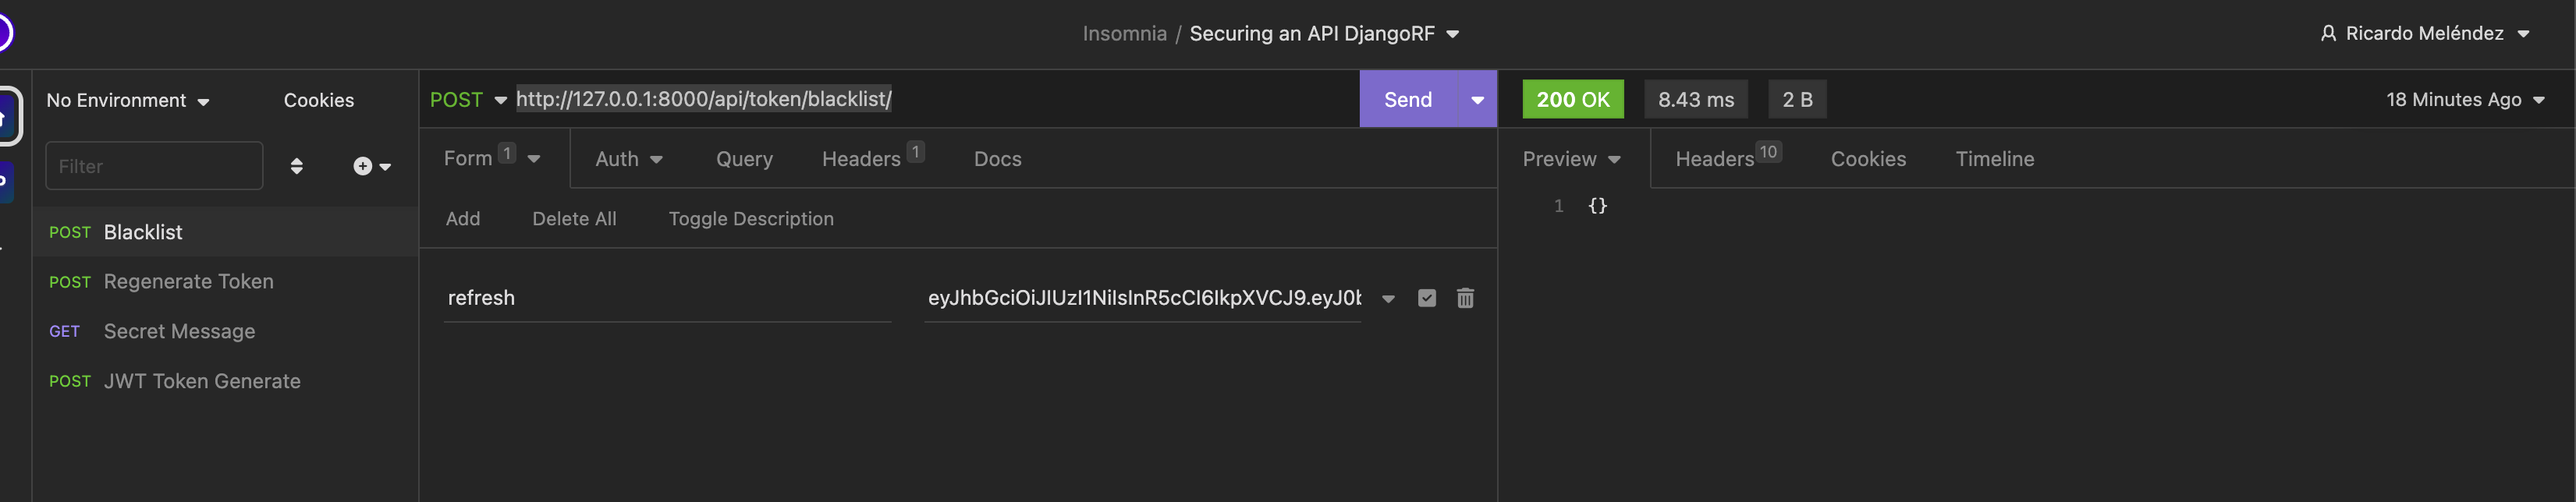 Insomnia / Securing an API DjangoRF
Ricardo Meléndez
No Environment
Cookies
POST http://127.0.0.1:8000/api/token/blacklist/
Send
200 OK
8.43 ms
2 B
18 Minutes Ago
Filter
Form 1
Auth
Query
Headers 1
Docs
Preview
Headers 10
Cookies
Timeline
Add
Delete All
Toggle Description
1 {}
POST Blacklist
POST Regenerate Token
GET Secret Message
POST JWT Token Generate
refresh